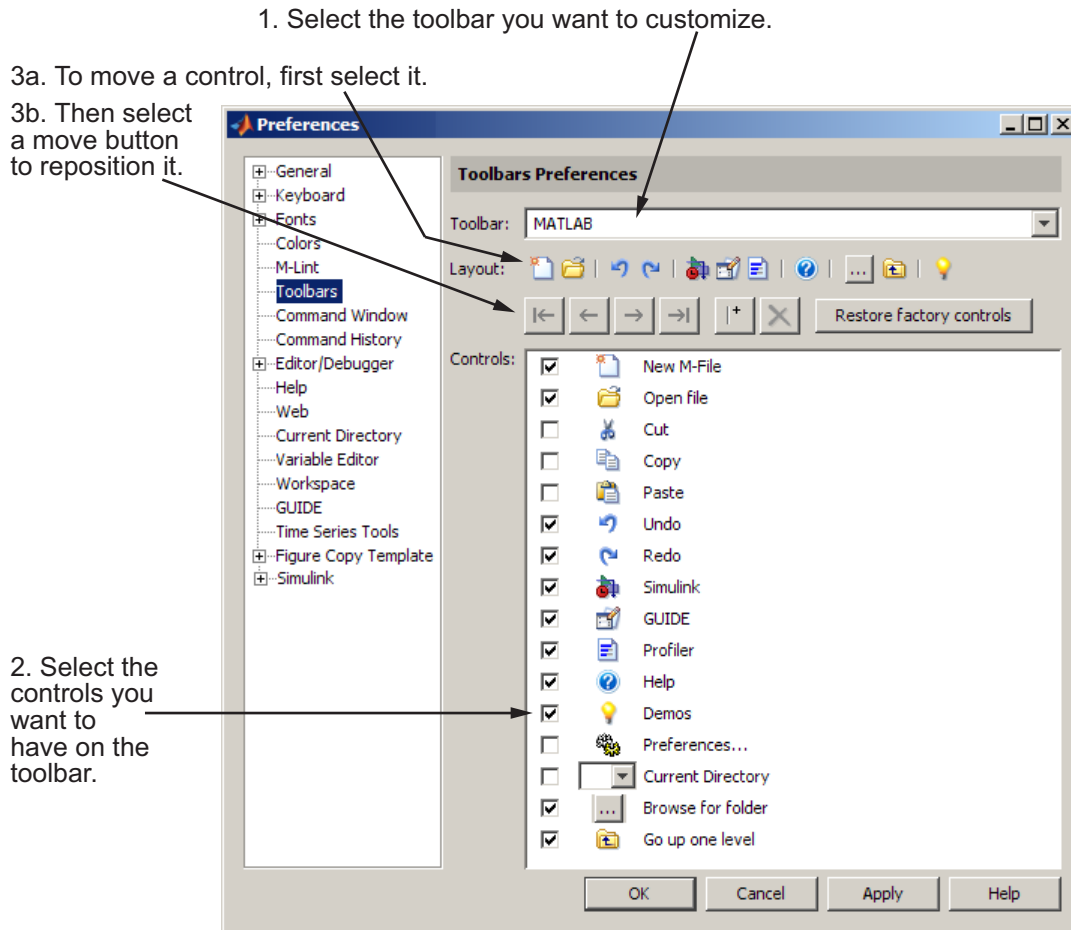 1. Select the toolbar you want to customize.
3a. To move a control, first select it.
3b. Then select
a move button
to reposition it.
Preferences
General
Keyboard
Fonts
Colors
M-Lint
Toolbars
Command Window
Command History
Editor/Debugger
Help
Web
Current Directory
Variable Editor
Workspace
GUIDE
Time Series Tools
Figure Copy Template
Simulink
Toolbars Preferences
Toolbar: MATLAB
Layout: ...
Restore factory controls
Controls:
New M-File
Open file
Cut
Copy
Paste
Undo
Redo
Simulink
GUIDE
Profiler
Help
Demos
Preferences...
Current Directory
... Browse for folder
Go up one level
2. Select the
controls you
want to
have on the
toolbar.
OK Cancel Apply Help